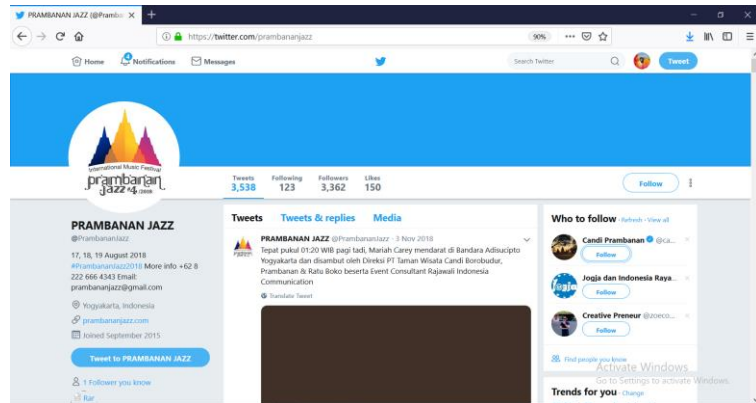 PRAMBANAN JAZZ (@Pramba
https://twitter.com/prambananjazz
90%
Home
4
Notifications
Messages
Search Twitter
Tweet
International Music Festival
prambanan
jazz #4 /2018
Tweets Following Followers Likes
3,538 123 3,362 150
Follow
PRAMBANAN JAZZ
@PrambananJazz
17, 18, 19 August 2018
#PrambananJazz2018 More info +62 8
222 666 4343 Email:
prambananjazz@gmail.com
Yogyakarta, Indonesia
prambananjazz.com
Joined September 2015
Tweet to PRAMBANAN JAZZ
1 Follower you know
Rar
Tweets Tweets & replies Media
PRAMBANAN JAZZ @PrambananJazz · 3 Nov 2018
Tepat pukul 01:20 WIB pagi tadi, Mariah Carey mendarat di Bandara Adisucipto
Yogyakarta dan disambut oleh Direksi PT Taman Wisata Candi Borobudur,
Prambanan & Ratu Boko beserta Event Consultant Rajawali Indonesia
Communication
Translate Tweet
Who to follow · Refresh · View all
Candi Prambanan @ca...
Follow
Jogja dan Indonesia Raya...
Follow
Creative Preneur @zoeco...
Follow
Find people you know
Activate Windows
Go to Settings to activate Windows.
Trends for you · Change